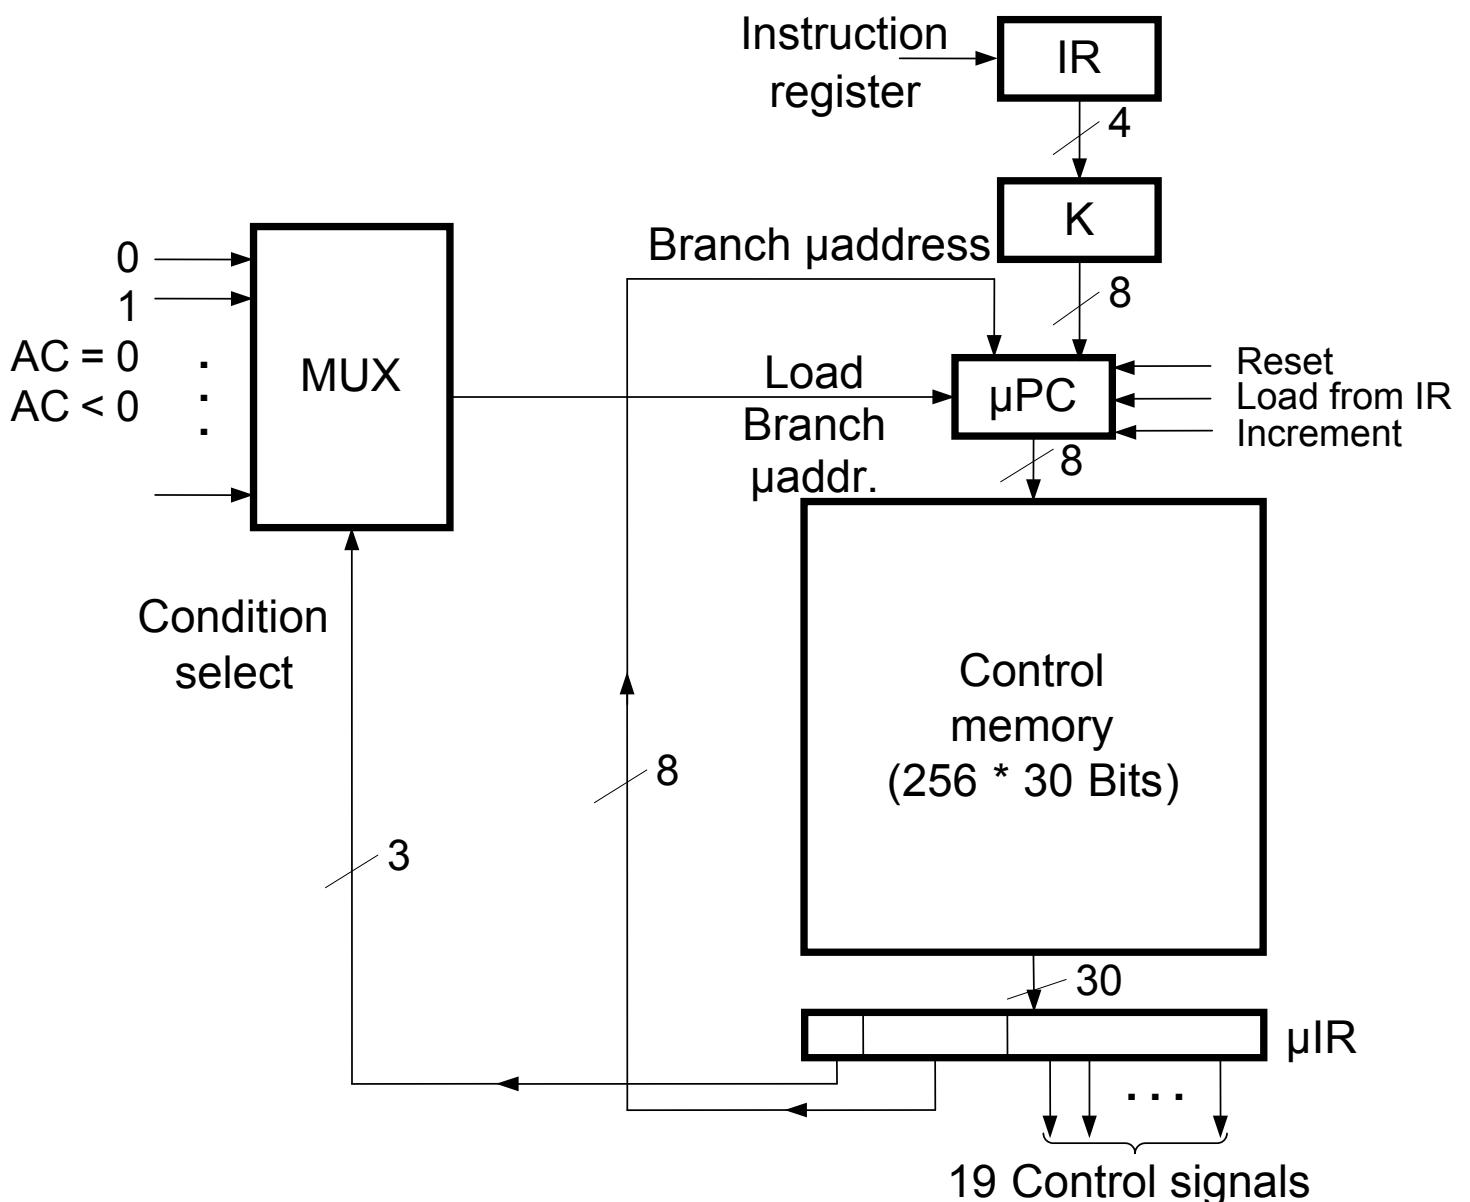 Instruction
register
IR
4
K
Branch µaddress
8
0
1
AC = 0
AC < 0
.
.
.
MUX
Load
Branch
µaddr.
µPC
Reset
Load from IR
Increment
8
Condition
select
Control
memory
(256 * 30 Bits)
8
3
30
µIR
. . .
19 Control signals